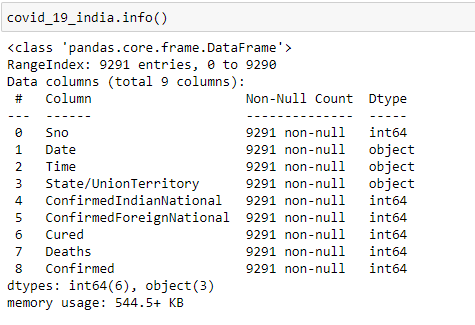 covid_19_india.info()
<class 'pandas.core.frame.DataFrame'>
RangeIndex: 9291 entries, 0 to 9290
Data columns (total 9 columns):
 #   Column                    Non-Null Count  Dtype
---  ------                    --------------  -----
 0   Sno                       9291 non-null   int64
 1   Date                      9291 non-null   object
 2   Time                      9291 non-null   object
 3   State/UnionTerritory      9291 non-null   object
 4   ConfirmedIndianNational   9291 non-null   int64
 5   ConfirmedForeignNational  9291 non-null   int64
 6   Cured                     9291 non-null   int64
 7   Deaths                    9291 non-null   int64
 8   Confirmed                 9291 non-null   int64
dtypes: int64(6), object(3)
memory usage: 544.5+ KB